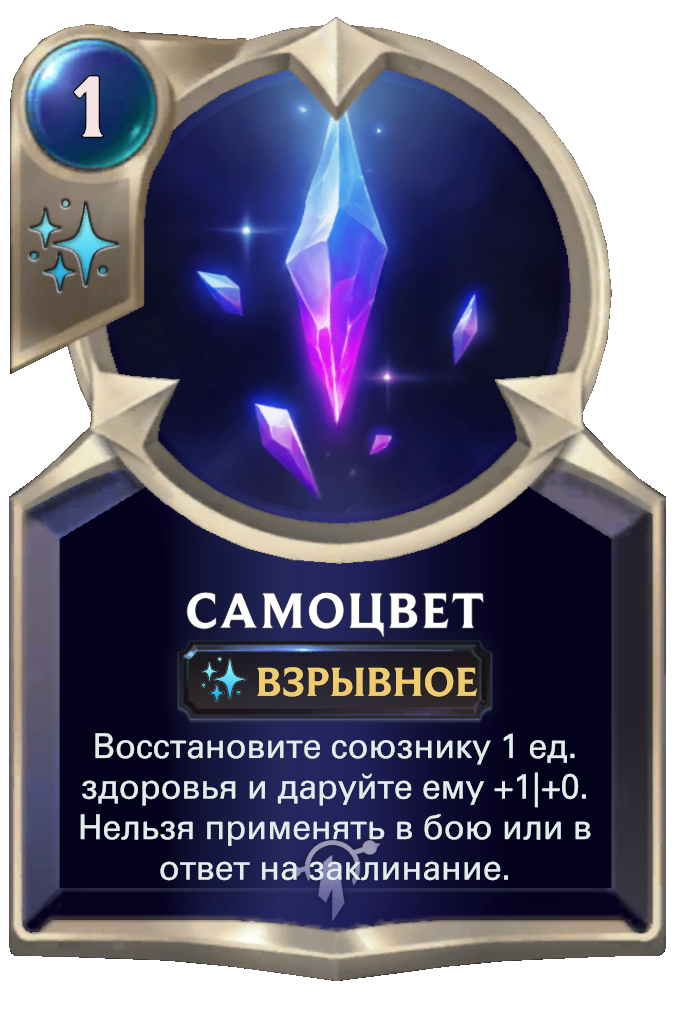 1
САМОЦВЕТ
ВЗРЫВНОЕ
Восстановите союзнику 1 ед.
здоровья и даруйте ему +1|+0.
Нельзя применять в бою или в
ответ на заклинание.